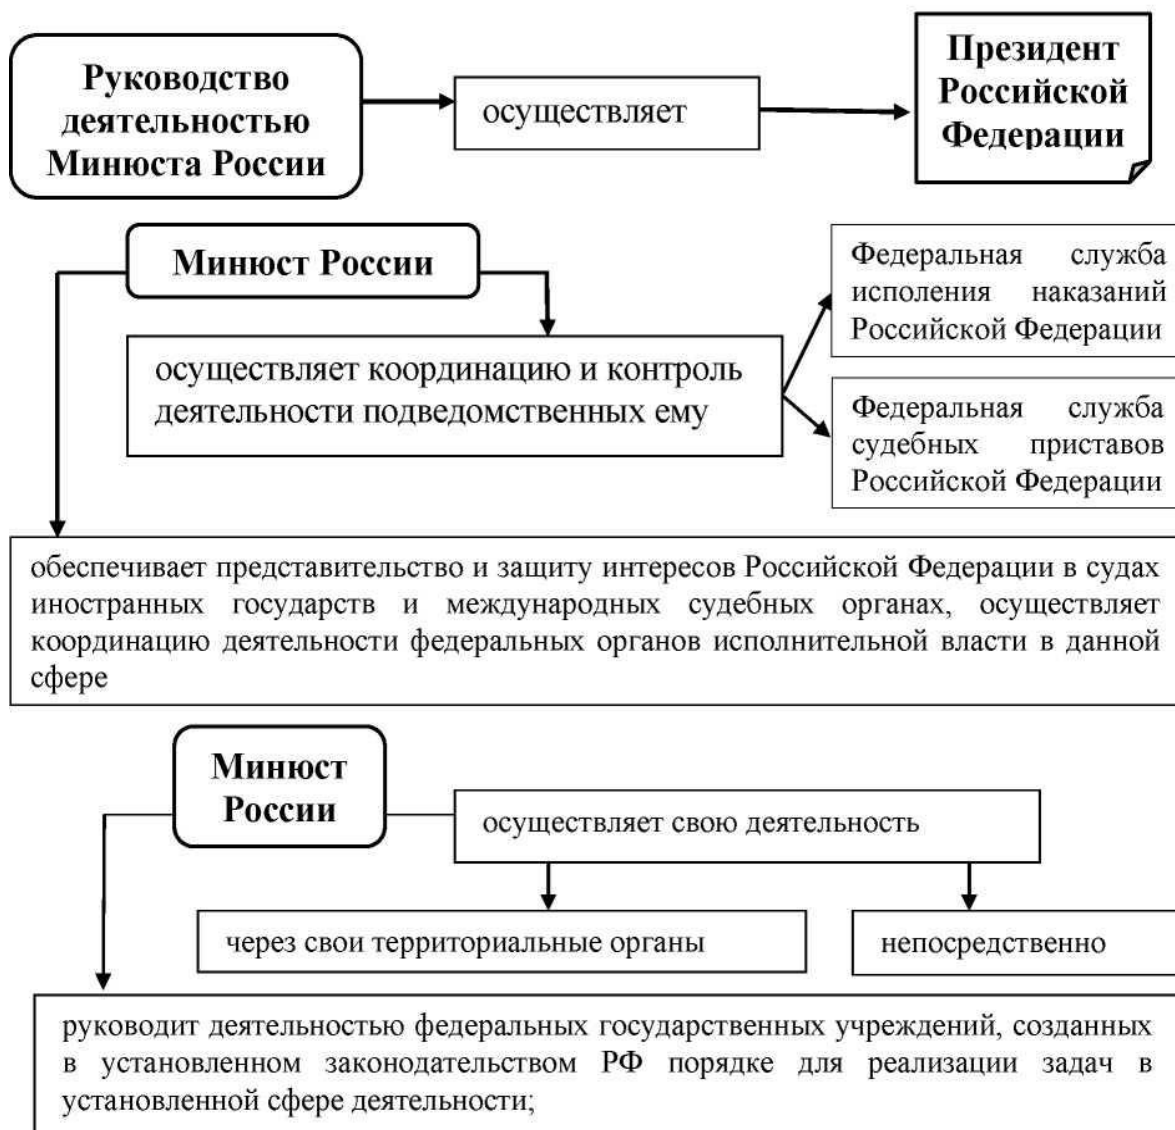 Руководство
деятельностью
Минюста России
осуществляет
Президент
Российской
Федерации
Минюст России
осуществляет координацию и контроль
деятельности подведомственных ему
Федеральная служба
исполения наказаний
Российской Федерации
Федеральная служба
судебных приставов
Российской Федерации
обеспечивает представительство и защиту интересов Российской Федерации в судах
иностранных государств и международных судебных органах, осуществляет
координацию деятельности федеральных органов исполнительной власти в данной
сфере
Минюст
России
осуществляет свою деятельность
через свои территориальные органы
непосредственно
руководит деятельностью федеральных государственных учреждений, созданных
в установленном законодательством РФ порядке для реализации задач в
установленной сфере деятельности;